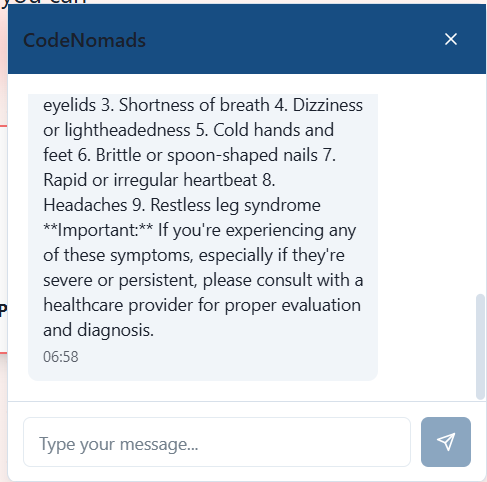 you can
CodeNomads
eyelids 3. Shortness of breath 4. Dizziness
or lightheadedness 5. Cold hands and
feet 6. Brittle or spoon-shaped nails 7.
Rapid or irregular heartbeat 8.
Headaches 9. Restless leg syndrome
**Important:** If you're experiencing any
of these symptoms, especially if they're
severe or persistent, please consult with a
healthcare provider for proper evaluation
and diagnosis.
06:58
P
Type your message...